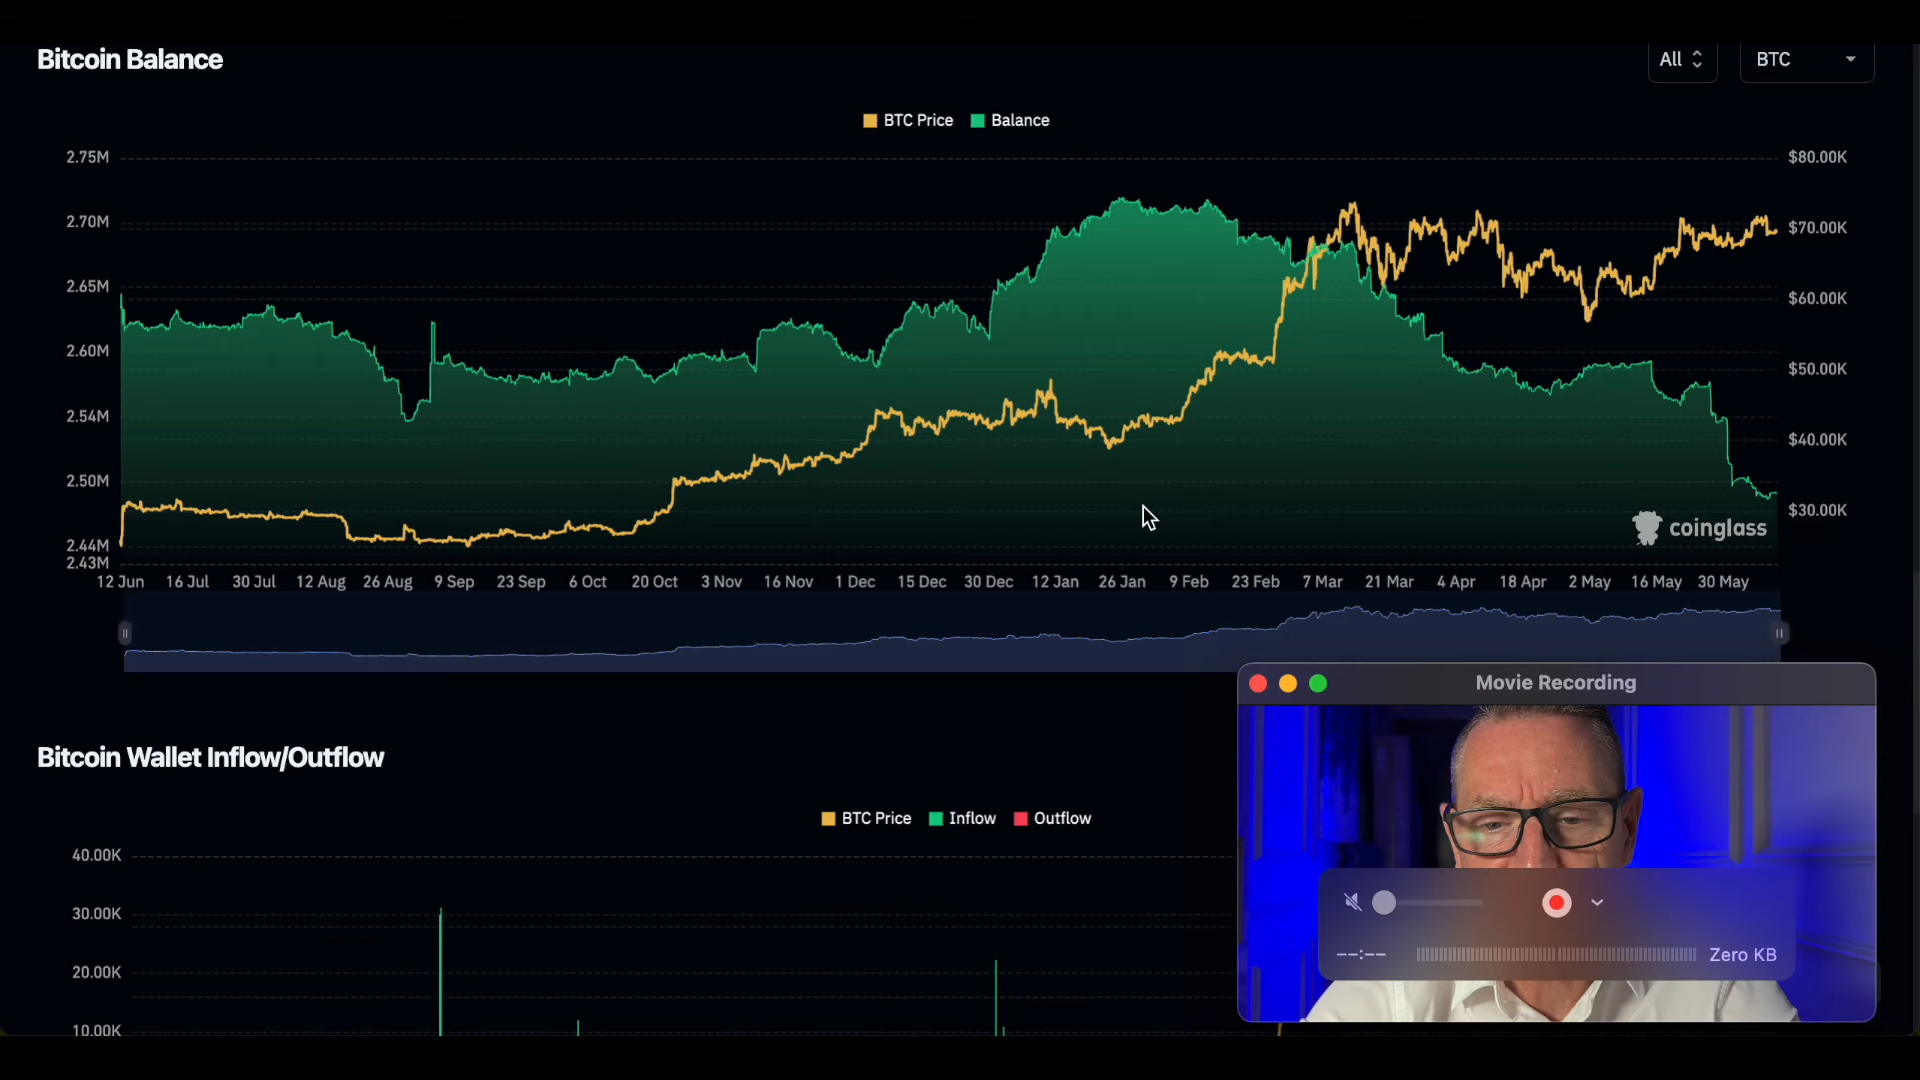 Bitcoin Balance
All
BTC
BTC Price Balance
2.75M
2.70M
2.65M
2.60M
2.54M
2.50M
2.44M
2.43M
$80.00K
$70.00K
$60.00K
$50.00K
$40.00K
$30.00K
coinglass
12 Jun 16 Jul 30 Jul 12 Aug 26 Aug 9 Sep 23 Sep 6 Oct 20 Oct 3 Nov 16 Nov 1 Dec 15 Dec 30 Dec 12 Jan 26 Jan 9 Feb 23 Feb 7 Mar 21 Mar 4 Apr 18 Apr 2 May 16 May 30 May
Bitcoin Wallet Inflow/Outflow
BTC Price Inflow Outflow
40.00K
30.00K
20.00K
10.00K
Movie Recording
--:-- Zero KB